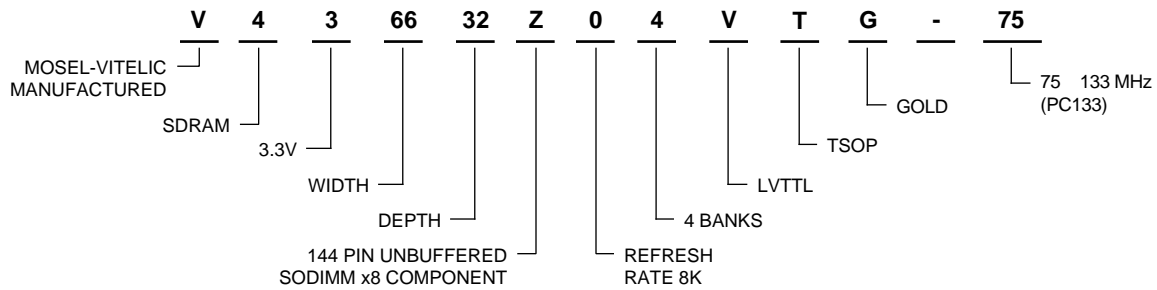 V 4 3 66 32 Z 0 4 V T G - 75
MOSEL-VITELIC
MANUFACTURED
SDRAM
3.3V
WIDTH
DEPTH
144 PIN UNBUFFERED
SODIMM x8 COMPONENT
REFRESH
RATE 8K
4 BANKS
LVTTL
TSOP
GOLD
75 133 MHz
(PC133)